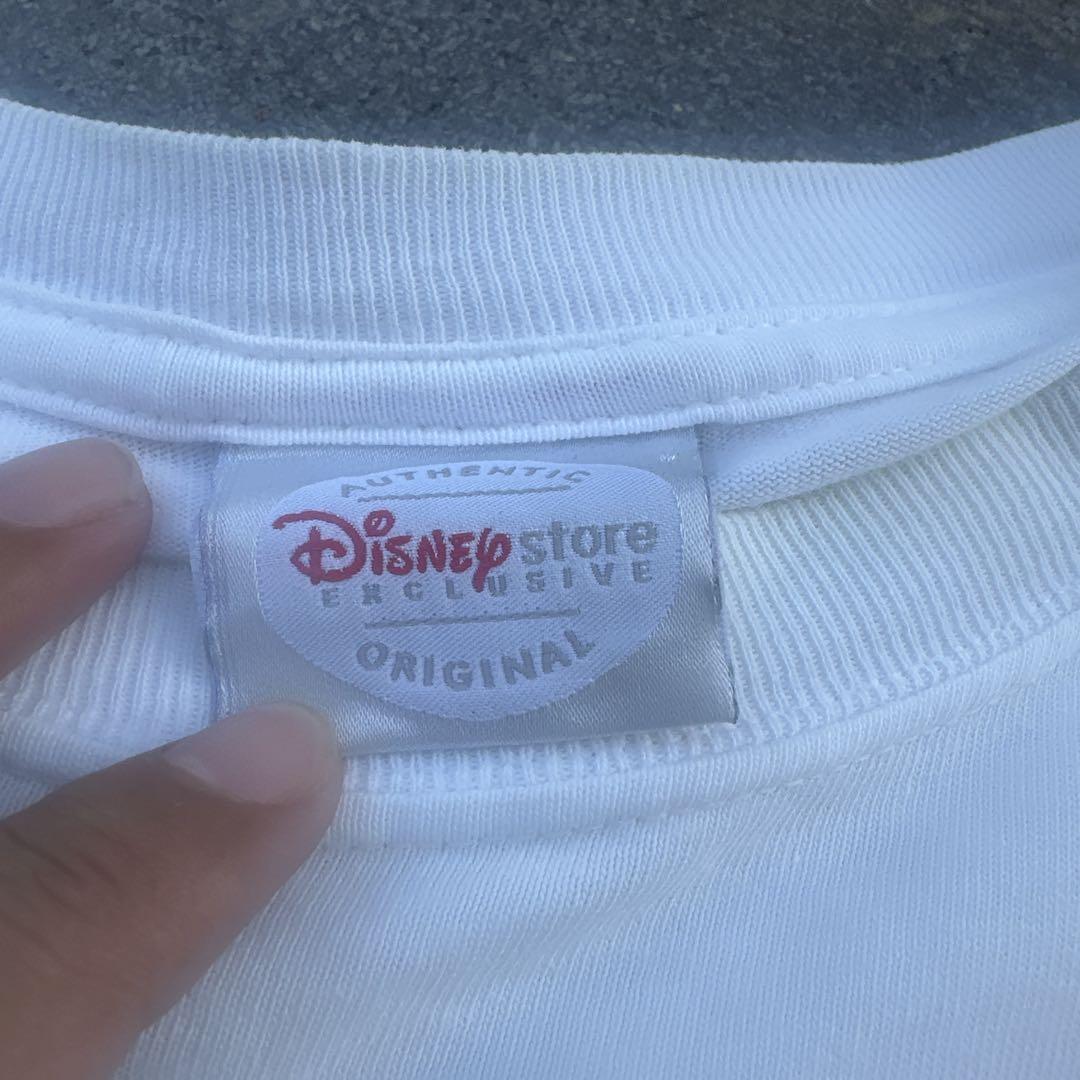 AUTHENTIC
Disney store
EXCLUSIVE
ORIGINAL